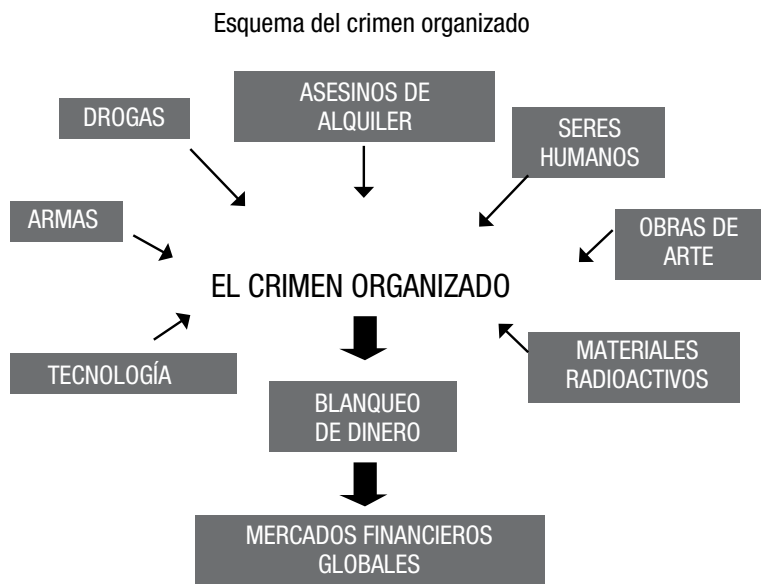 Esquema del crimen organizado
ASESINOS DE
ALQUILER
DROGAS
SERES
HUMANOS
ARMAS
OBRAS DE
ARTE
EL CRIMEN ORGANIZADO
TECNOLOGÍA
MATERIALES
RADIOACTIVOS
BLANQUEO
DE DINERO
MERCADOS FINANCIEROS
GLOBALES